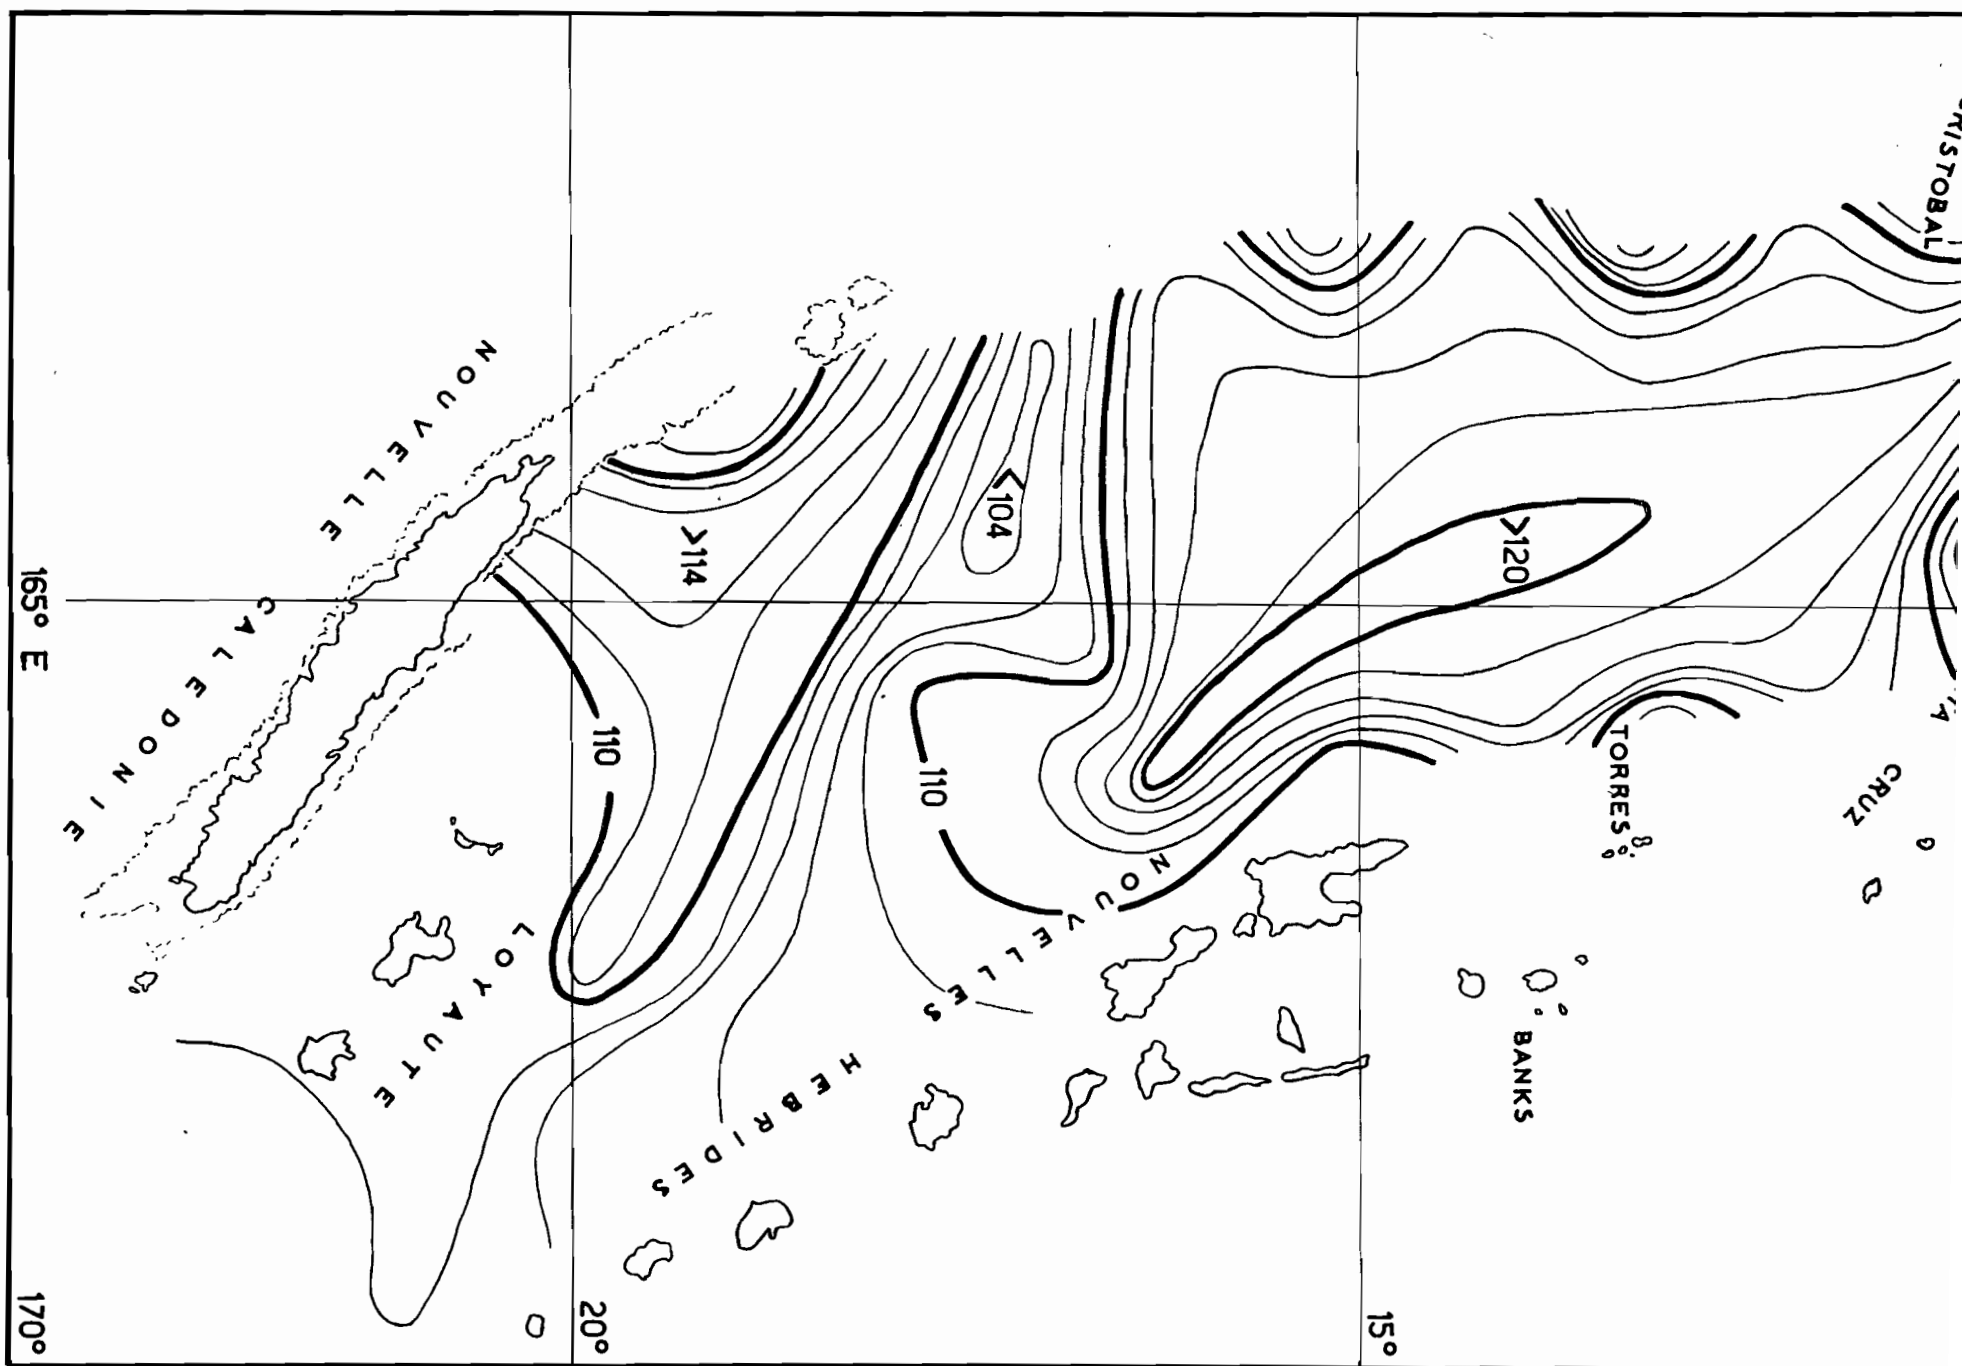 CRISTOBAL
CRUZ
TORRES
BANKS
15°
>120
<104
>114
110
110
NOUVELLES
HEBRIDES
NOUVELLE
CALEDONIE
LOYAUTE
165° E
20°
170°